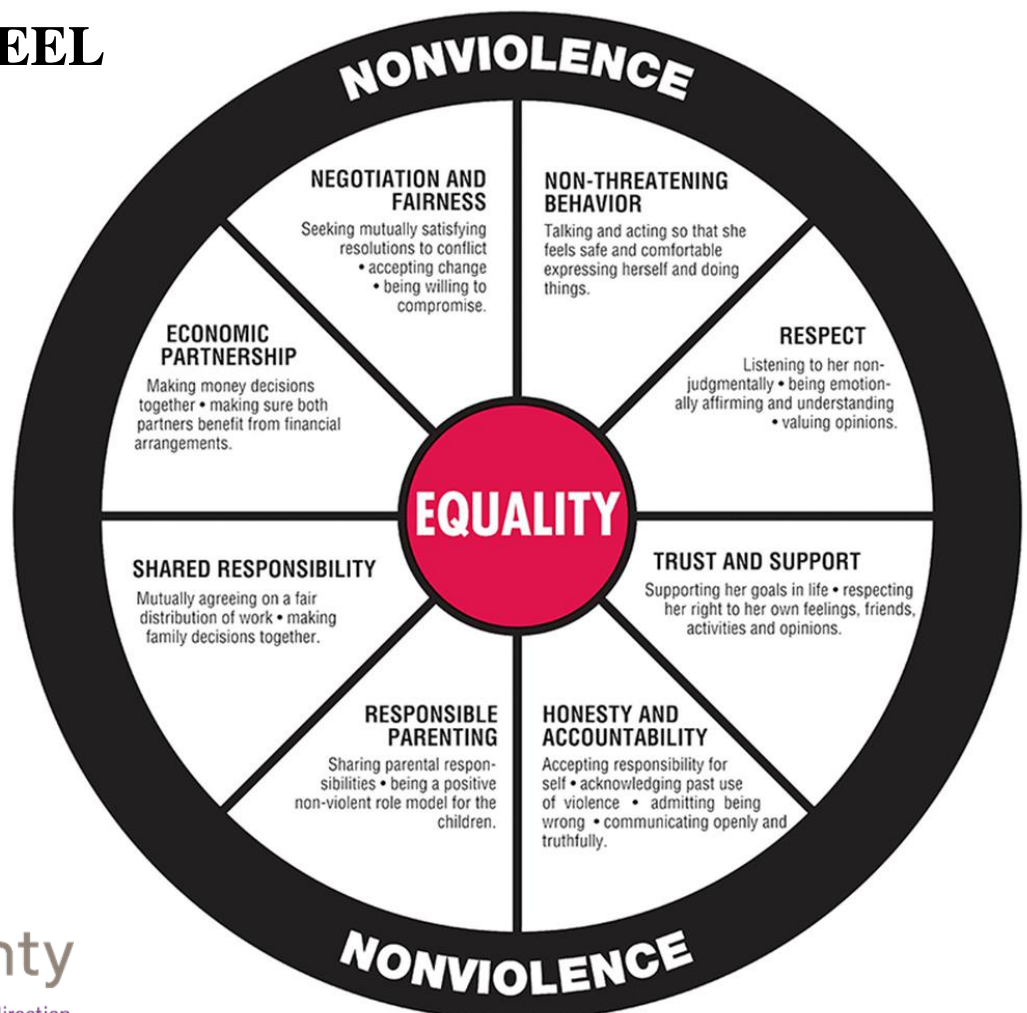 EEL
NONVIOLENCE
NEGOTIATION AND
FAIRNESS
Seeking mutually satisfying
resolutions to conflict
• accepting change
• being willing to
compromise.
NON-THREATENING
BEHAVIOR
Talking and acting so that she
feels safe and comfortable
expressing herself and doing
things.
RESPECT
Listening to her non-
judgmentally • being emotion-
ally affirming and understanding
• valuing opinions.
TRUST AND SUPPORT
Supporting her goals in life • respecting
her right to her own feelings, friends,
activities and opinions.
HONESTY AND
ACCOUNTABILITY
Accepting responsibility for
self • acknowledging past use
of violence • admitting being
wrong • communicating openly and
truthfully.
RESPONSIBLE
PARENTING
Sharing parental respon-
sibilities • being a positive
non-violent role model for the
children.
SHARED RESPONSIBILITY
Mutually agreeing on a fair
distribution of work • making
family decisions together.
ECONOMIC
PARTNERSHIP
Making money decisions
together • making sure both
partners benefit from financial
arrangements.
EQUALITY
NONVIOLENCE
nty